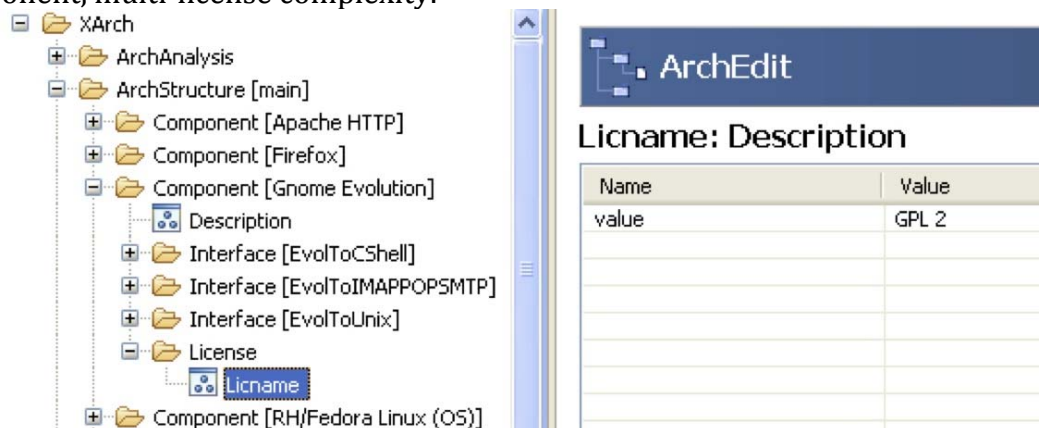 onent, multi-license complexity.
XArch
ArchAnalysis
ArchStructure [main]
Component [Apache HTTP]
Component [Firefox]
Component [Gnome Evolution]
Description
Interface [EvolToCShell]
Interface [EvolToIMAPPOPSMTP]
Interface [EvolToUnix]
License
Licname
Component [RH/Fedora Linux (OS)]
ArchEdit
Licname: Description
Name Value
value GPL 2